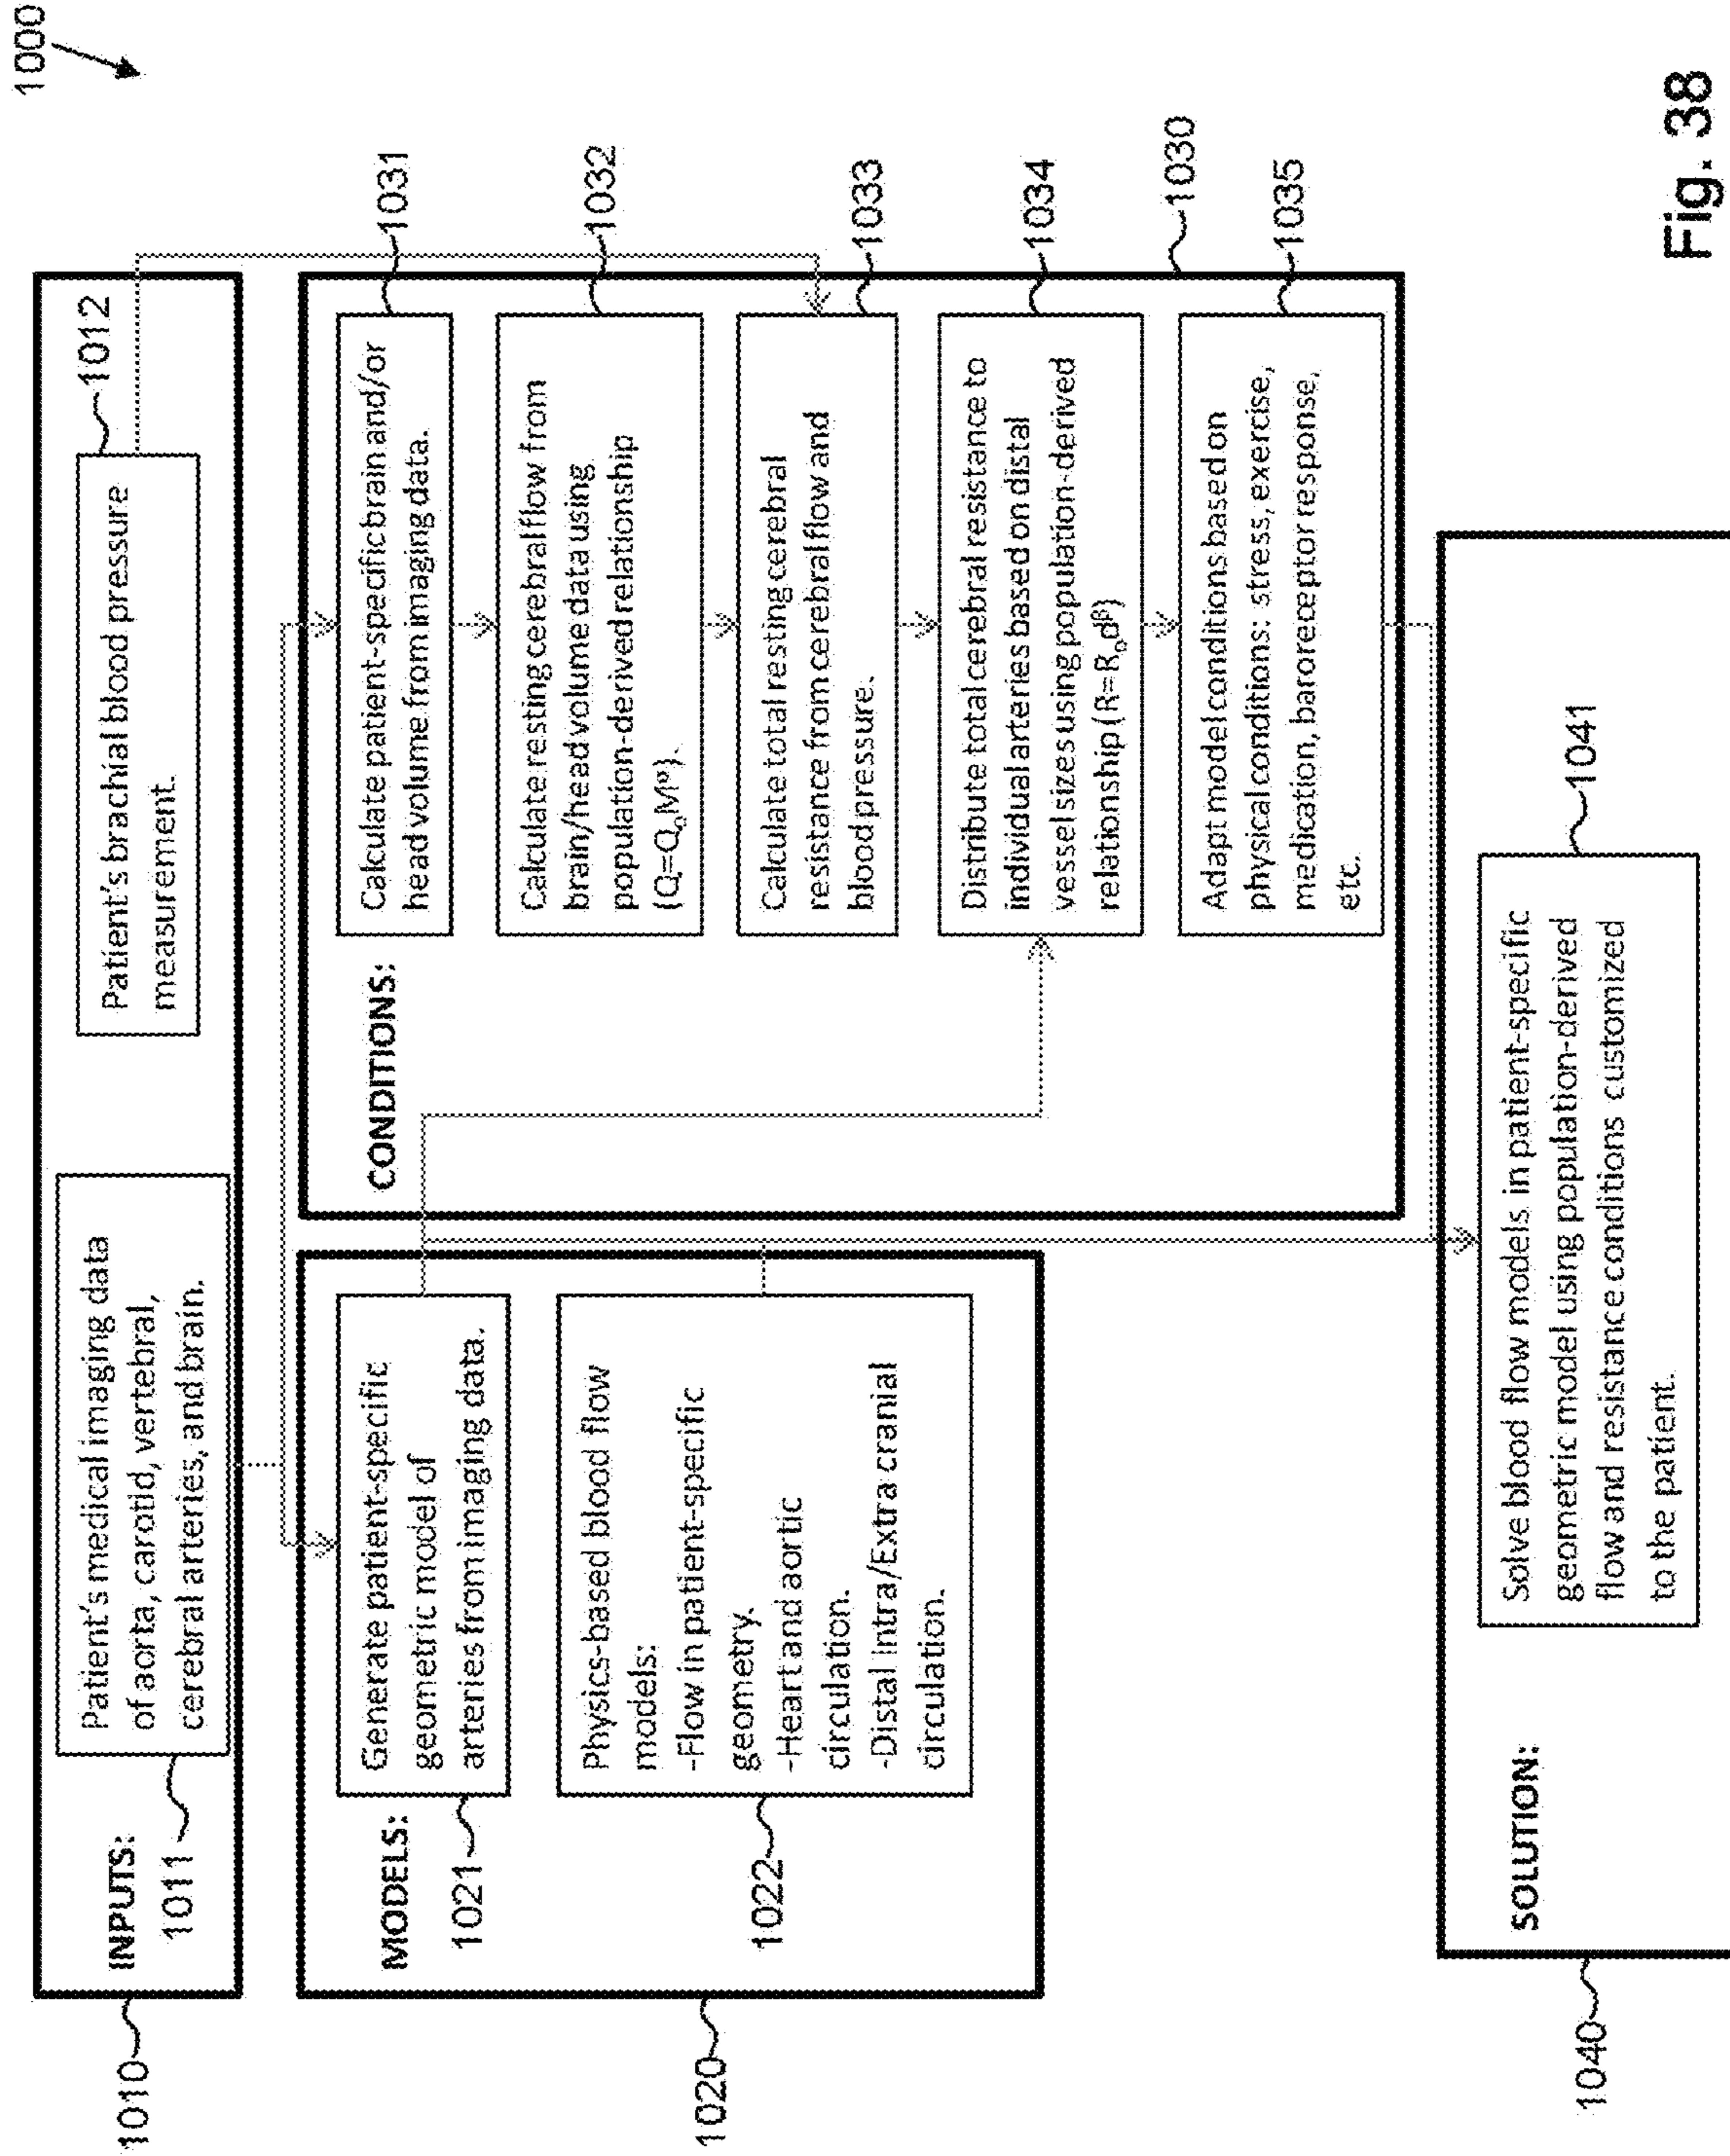 1000
1010
INPUTS:
1011
Patient's medical imaging data
of aorta, carotid, vertebral,
cerebral arteries, and brain.
1012
Patient's brachial blood pressure
measurement.
1020
MODELS:
1021
Generate patient-specific
geometric model of
arteries from imaging data.
1022
Physics-based blood flow
models:
-Flow in patient-specific
geometry.
-Heart and aortic
circulation.
-Distal Intra/Extra cranial
circulation.
CONDITIONS:
1031
Calculate patient-specific brain and/or
head volume from imaging data.
1032
Calculate resting cerebral flow from
brain/head volume data using
population-derived relationship
(Q=Q₀Mᵅ).
1033
Calculate total resting cerebral
resistance from cerebral flow and
blood pressure.
1034
Distribute total cerebral resistance to
individual arteries based on distal
vesssel sizes using population-derived
relationship (R=R₀dᵝ)
1030
1035
Adapt model conditions based on
physical conditions: stress, exercise,
medication, baroreceptor response,
etc.
1040
SOLUTION:
1041
Solve blood flow models in patient-specific
geometric model using population-derived
flow and resistance conditions customized
to the patient.
Fig. 38